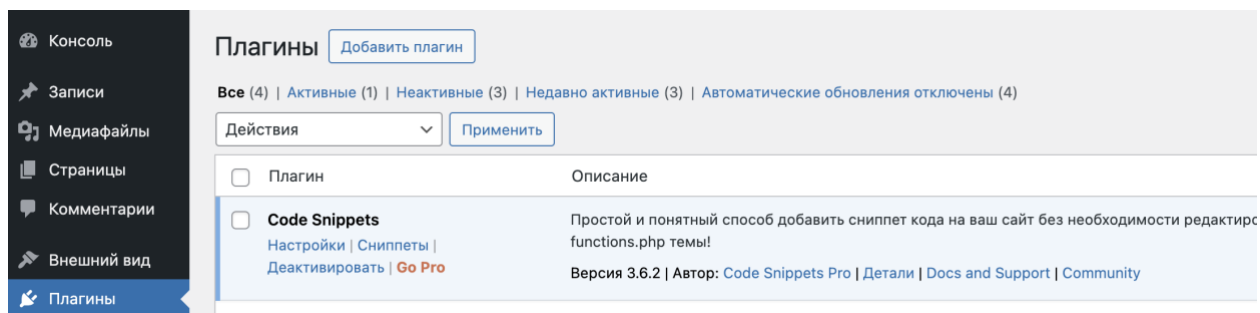 Консоль
Записи
Медиафайлы
Страницы
Комментарии
Внешний вид
Плагины
Плагины Добавить плагин
Все (4) | Активные (1) | Неактивные (3) | Недавно активные (3) | Автоматические обновления отключены (4)
Действия Применить
Плагин Описание
Code Snippets
Настройки | Сниппеты |
Деактивировать | Go Pro
Простой и понятный способ добавить сниппет кода на ваш сайт без необходимости редактиро
functions.php темы!
Версия 3.6.2 | Автор: Code Snippets Pro | Детали | Docs and Support | Community